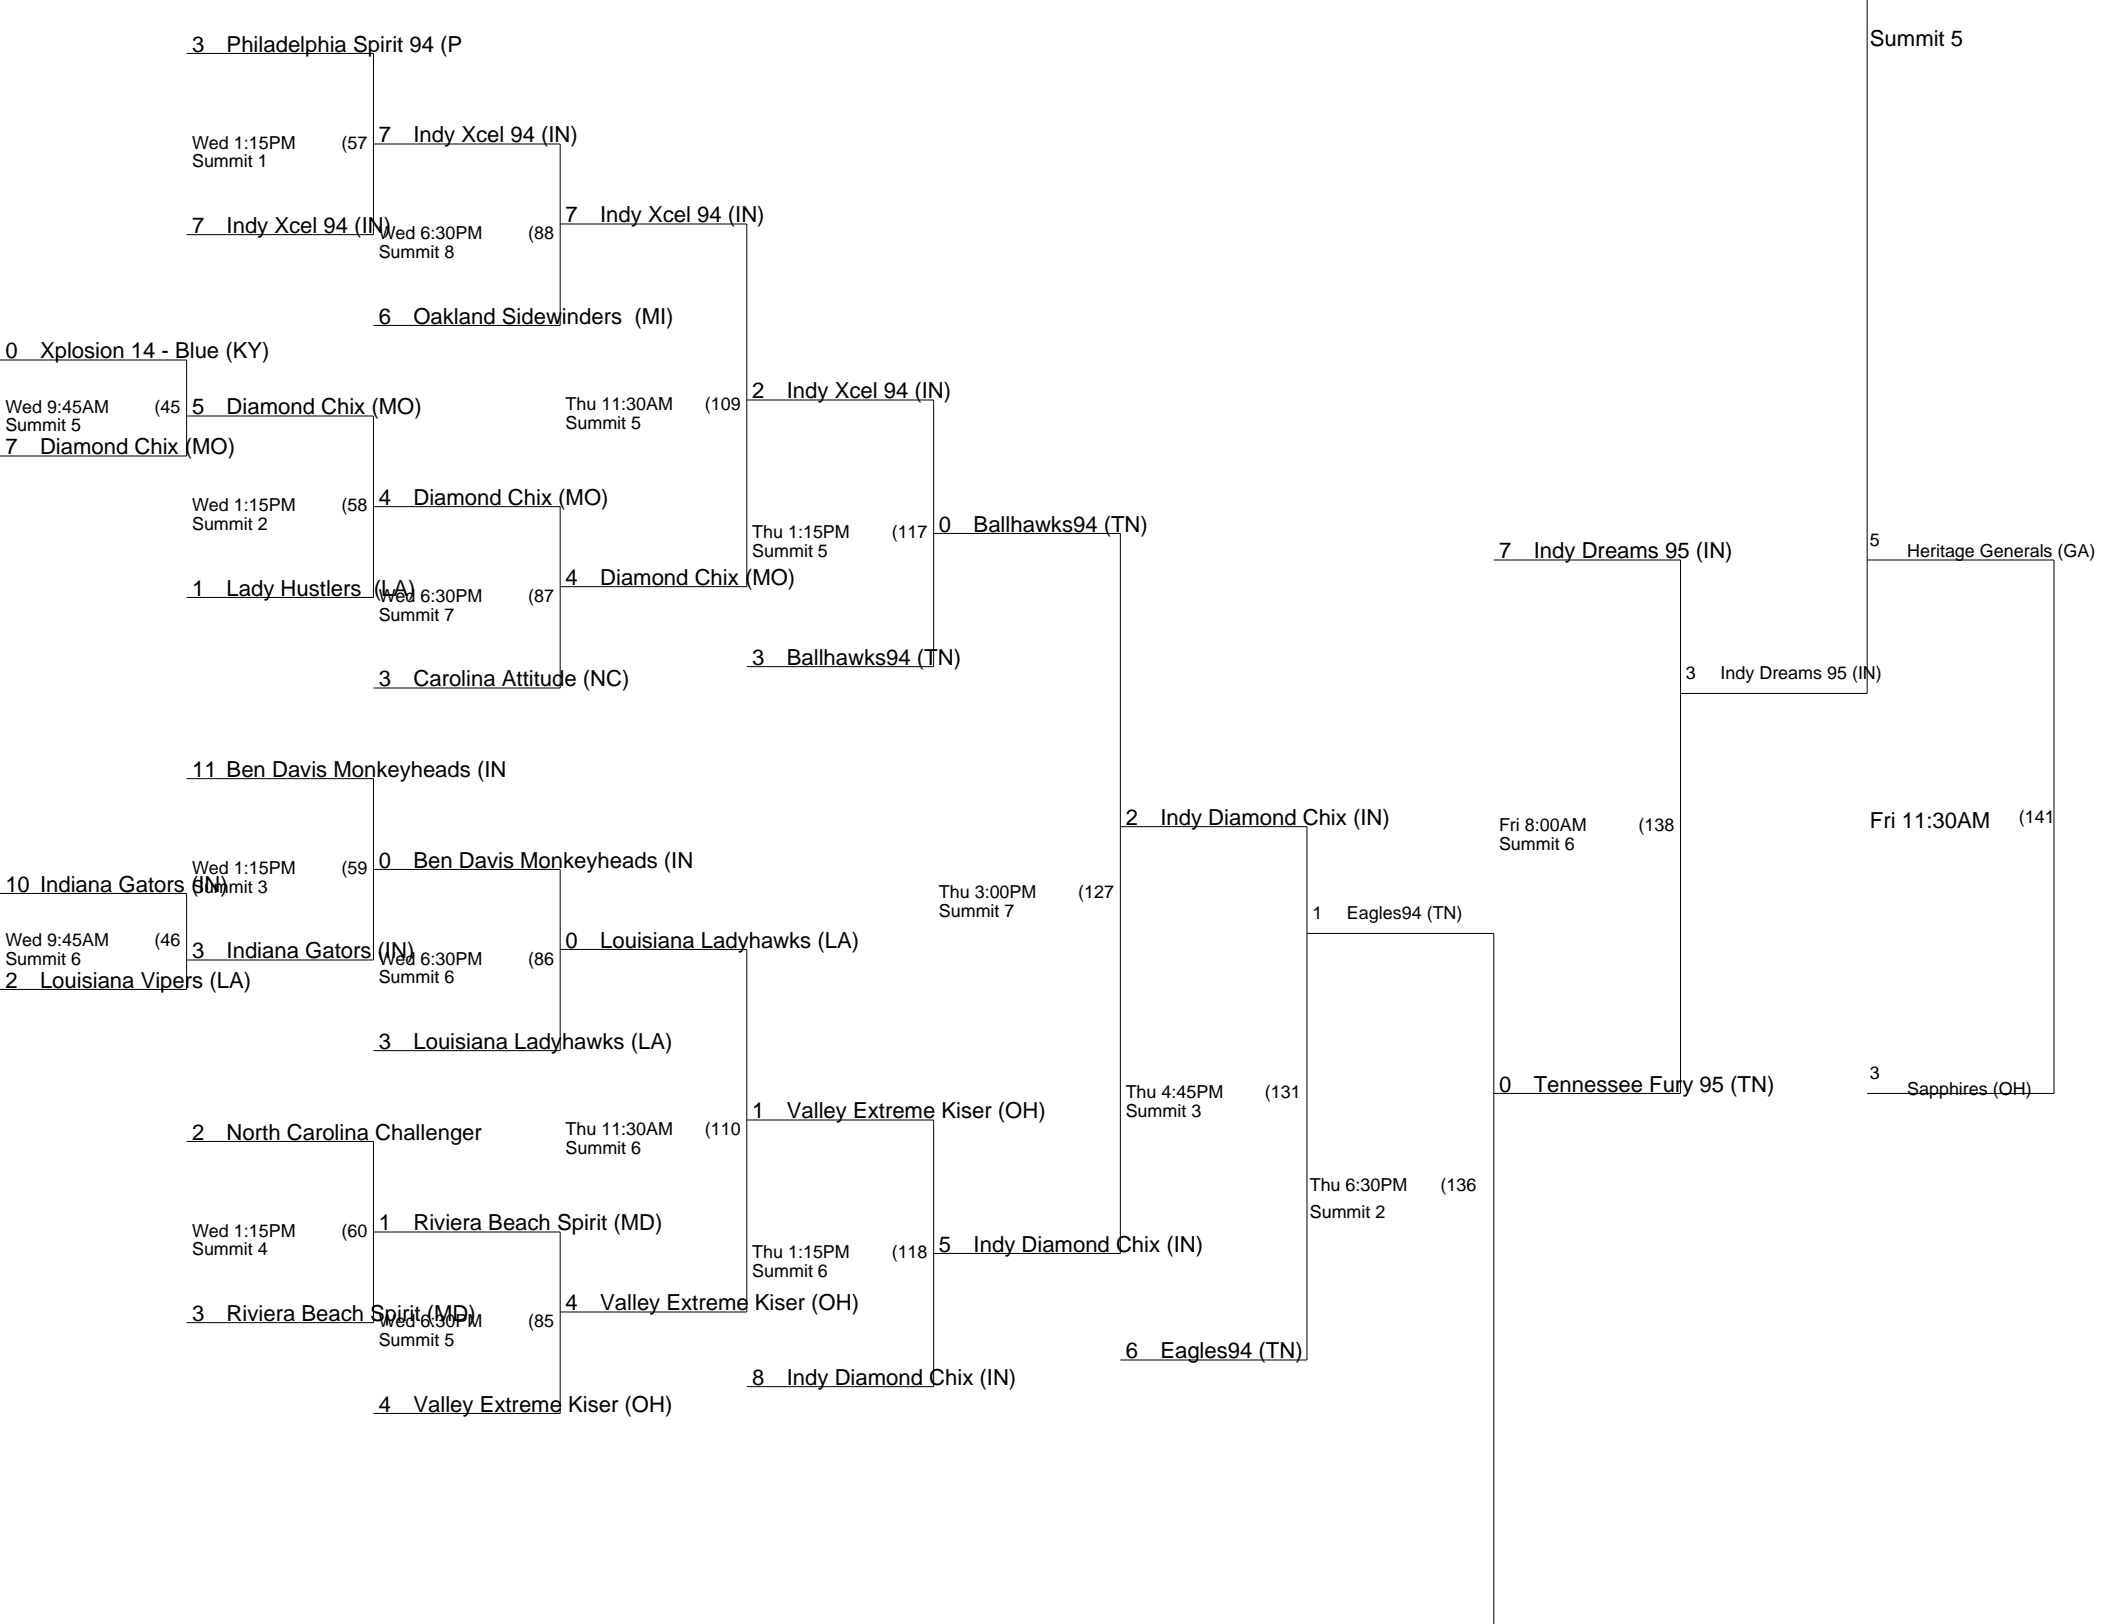 Summit 5
3 Philadelphia Spirit 94 (P
Wed 1:15PM (57
Summit 1
7 Indy Xcel 94 (IN)
7 Indy Xcel 94 (IN)
Wed 6:30PM (88
Summit 8
7 Indy Xcel 94 (IN)
6 Oakland Sidewinders (MI)
0 Xplosion 14 - Blue (KY)
Wed 9:45AM (45
Summit 5
7 Diamond Chix (MO)
5 Diamond Chix (MO)
Wed 1:15PM (58
Summit 2
1 Lady Hustlers (LA)
4 Diamond Chix (MO)
Wed 6:30PM (87
Summit 7
3 Carolina Attitude (NC)
4 Diamond Chix (MO)
Thu 11:30AM (109
Summit 5
2 Indy Xcel 94 (IN)
Thu 1:15PM (117
Summit 5
3 Ballhawks94 (TN)
0 Ballhawks94 (TN)
11 Ben Davis Monkeyheads (IN
Wed 1:15PM (59
Summit 3
10 Indiana Gators (IN)
Wed 9:45AM (46
Summit 6
2 Louisiana Vipers (LA)
3 Indiana Gators (IN)
0 Ben Davis Monkeyheads (IN
Wed 6:30PM (86
Summit 6
3 Louisiana Ladyhawks (LA)
0 Louisiana Ladyhawks (LA)
2 North Carolina Challenger
Wed 1:15PM (60
Summit 4
3 Riviera Beach Spirit (MD)
1 Riviera Beach Spirit (MD)
Wed 6:30PM (85
Summit 5
4 Valley Extreme Kiser (OH)
4 Valley Extreme Kiser (OH)
Thu 11:30AM (110
Summit 6
1 Valley Extreme Kiser (OH)
Thu 1:15PM (118
Summit 6
8 Indy Diamond Chix (IN)
5 Indy Diamond Chix (IN)
Thu 3:00PM (127
Summit 7
2 Indy Diamond Chix (IN)
Thu 4:45PM (131
Summit 3
6 Eagles94 (TN)
1 Eagles94 (TN)
Thu 6:30PM (136
Summit 2
7 Indy Dreams 95 (IN)
Fri 8:00AM (138
Summit 6
0 Tennessee Fury 95 (TN)
3 Indy Dreams 95 (IN)
5 Heritage Generals (GA)
Fri 11:30AM (141
3 Sapphires (OH)